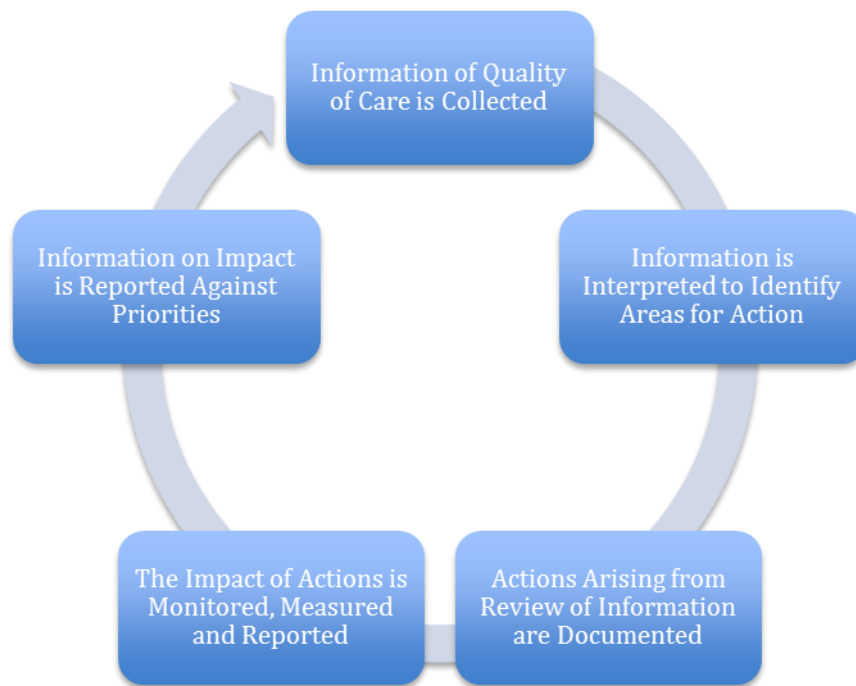 Information of Quality
of Care is Collected
Information is
Interpreted to Identify
Areas for Action
Actions Arising from
Review of Information
are Documented
The Impact of Actions is
Monitored, Measured
and Reported
Information on Impact
is Reported Against
Priorities